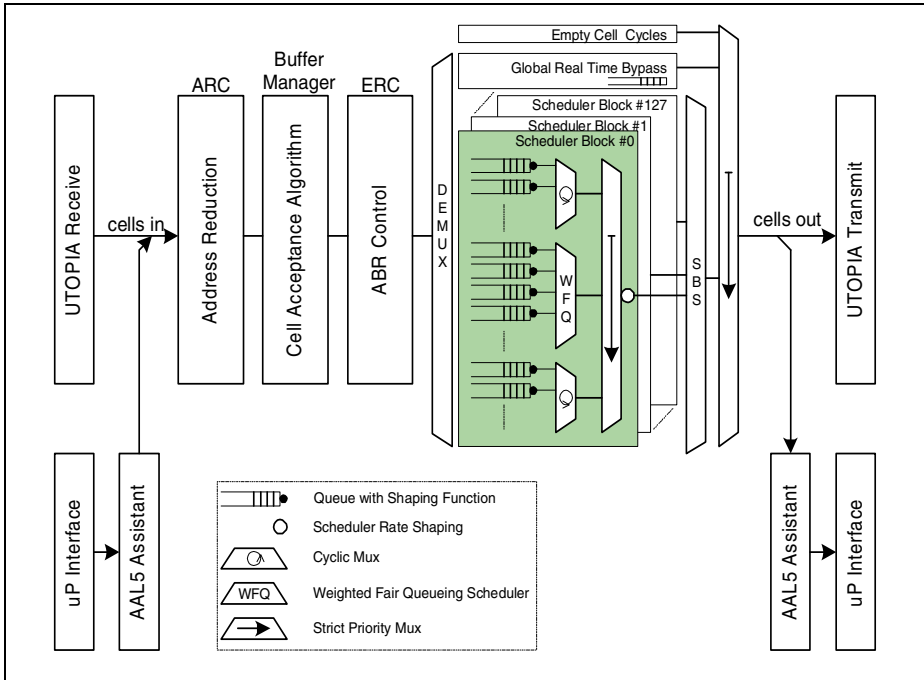 Empty Cell Cycles
Global Real Time Bypass
Buffer
Manager
ARC
ERC
Scheduler Block #127
Scheduler Block #1
Scheduler Block #0
UTOPIA Receive
cells in
Address Reduction
Cell Acceptance Algorithm
ABR Control
DEMUX
WFQ
SBS
cells out
UTOPIA Transmit
uP Interface
AAL5 Assistant
Queue with Shaping Function
Scheduler Rate Shaping
Cyclic Mux
WFQ
Weighted Fair Queueing Scheduler
Strict Priority Mux
AAL5 Assistant
uP Interface